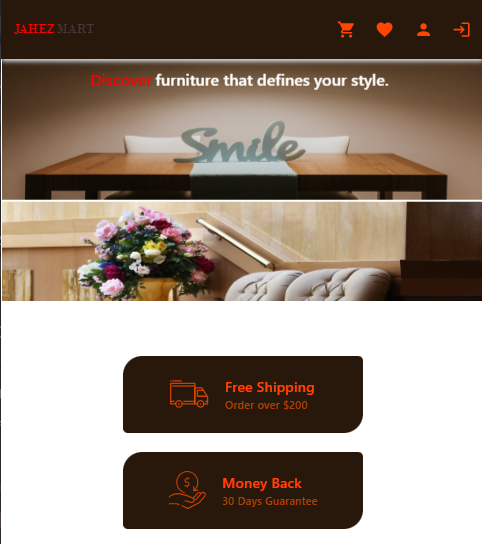 JAHEZ MART
Discover furniture that defines your style.
Smile
Free Shipping
Order over $200
Money Back
30 Days Guarantee